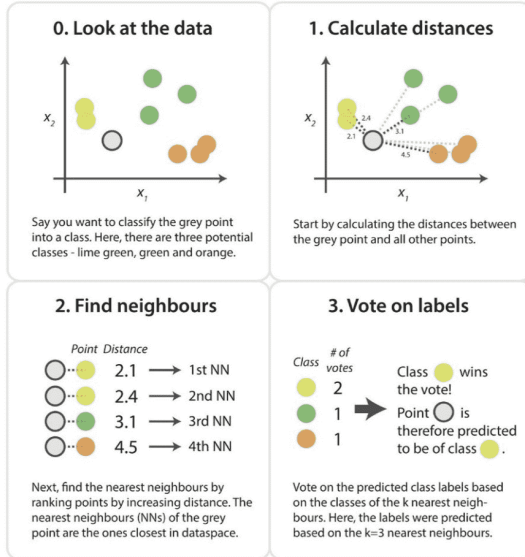 0. Look at the data
x2
x1
Say you want to classify the grey point
into a class. Here, there are three potential
classes - lime green, green and orange.
1. Calculate distances
x2
2.4
2.1
3.1
4.5
x1
Start by calculating the distances between
the grey point and all other points.
2. Find neighbours
Point Distance
2.1 → 1st NN
2.4 → 2nd NN
3.1 → 3rd NN
4.5 → 4th NN
Next, find the nearest neighbours by
ranking points by increasing distance. The
nearest neighbours (NNs) of the grey
point are the ones closest in dataspace.
3. Vote on labels
Class # of
votes
2
1
1
Class wins
the vote!
Point is
therefore predicted
to be of class .
Vote on the predicted class labels based
on the classes of the k nearest neigh-
bours. Here, the labels were predicted
based on the k=3 nearest neighbours.